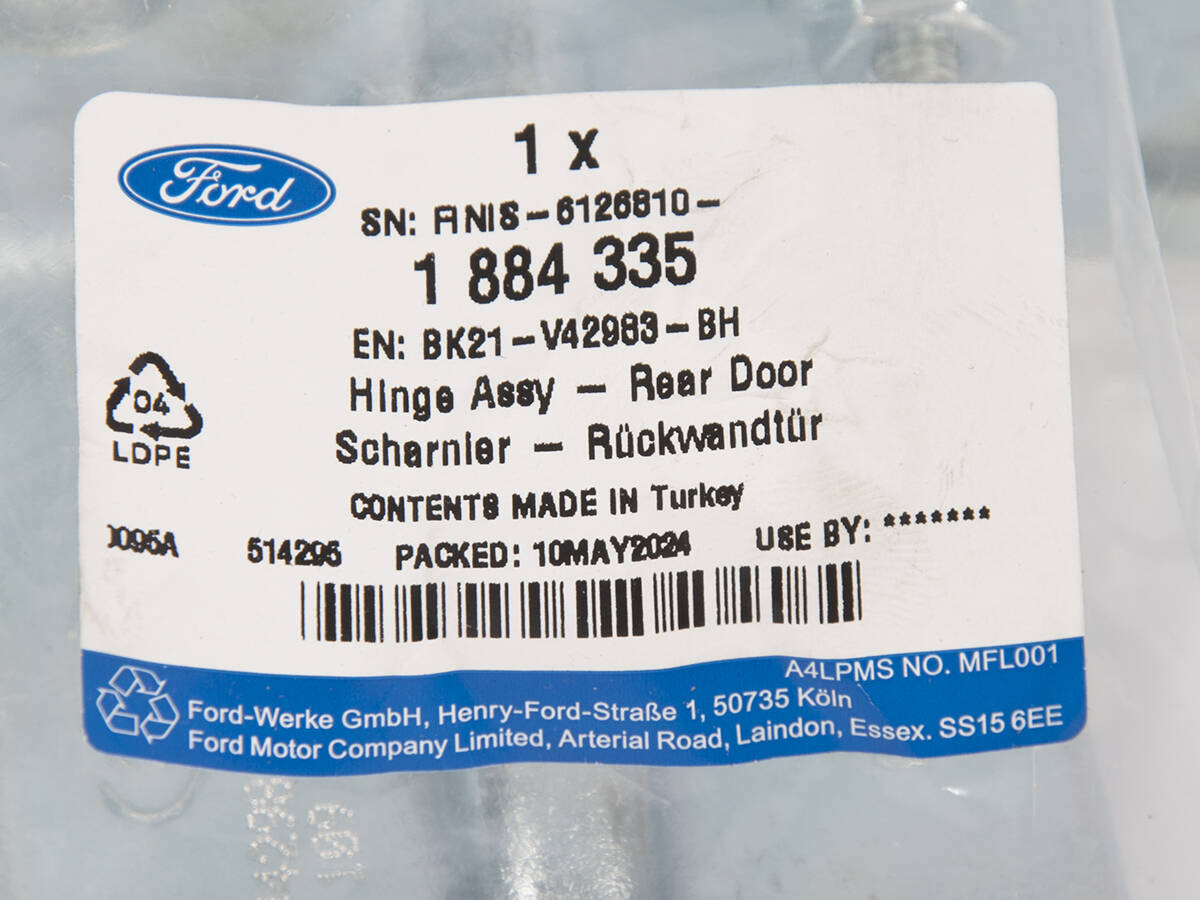 Ford
1 x
SN: FINIS-6126810-
1 884 335
EN: BK21-V42983-BH
Hinge Assy - Rear Door
Scharnier - Rückwandtür
04
LDPE
CONTENTS MADE IN Turkey
514295 PACKED: 10MAY2024 USE BY: *******
A4LPMS NO. MFL001
Ford-Werke GmbH, Henry-Ford-Straße 1, 50735 Köln
Ford Motor Company Limited, Arterial Road, Laindon, Essex. SS15 6EE